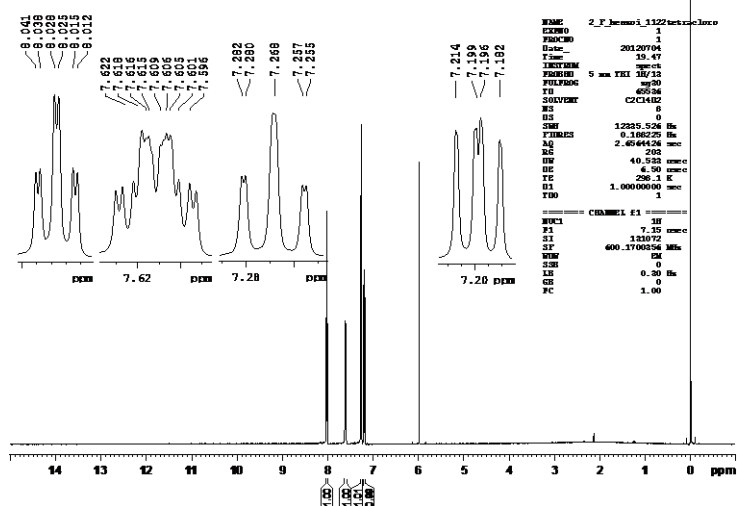 8.041
8.038
8.028
8.025
8.015
8.012
7.622
7.618
7.616
7.615
7.609
7.606
7.605
7.601
7.596
7.282
7.280
7.268
7.257
7.255
7.214
7.199
7.196
7.182
ppm
7.62 ppm
7.28 ppm
7.20 ppm
NAME 2_F_benzoi_1122tetracloro
EXPNO 1
PROCNO 1
Date_ 20120704
Time 19.47
INSTRUM spect
PROBHD 5 mm TBI 1H/13
PULPROG zg30
TD 65536
SOLVENT C2Cl4D2
NS 8
DS 0
SWH 12335.526 Hz
FIDRES 0.188225 Hz
AQ 2.6564426 sec
RG 203
DW 40.533 usec
DE 6.50 usec
TE 298.1 K
D1 1.00000000 sec
TD0 1
======== CHANNEL f1 ========
NUC1 1H
P1 7.15 usec
SI 131072
SF 600.1700356 MHz
WDW EM
SSB 0
LB 0.30 Hz
GB 0
PC 1.00
14 13 12 11 10 9 8 7 6 5 4 3 2 1 0 ppm
1.00
1.00
1.01